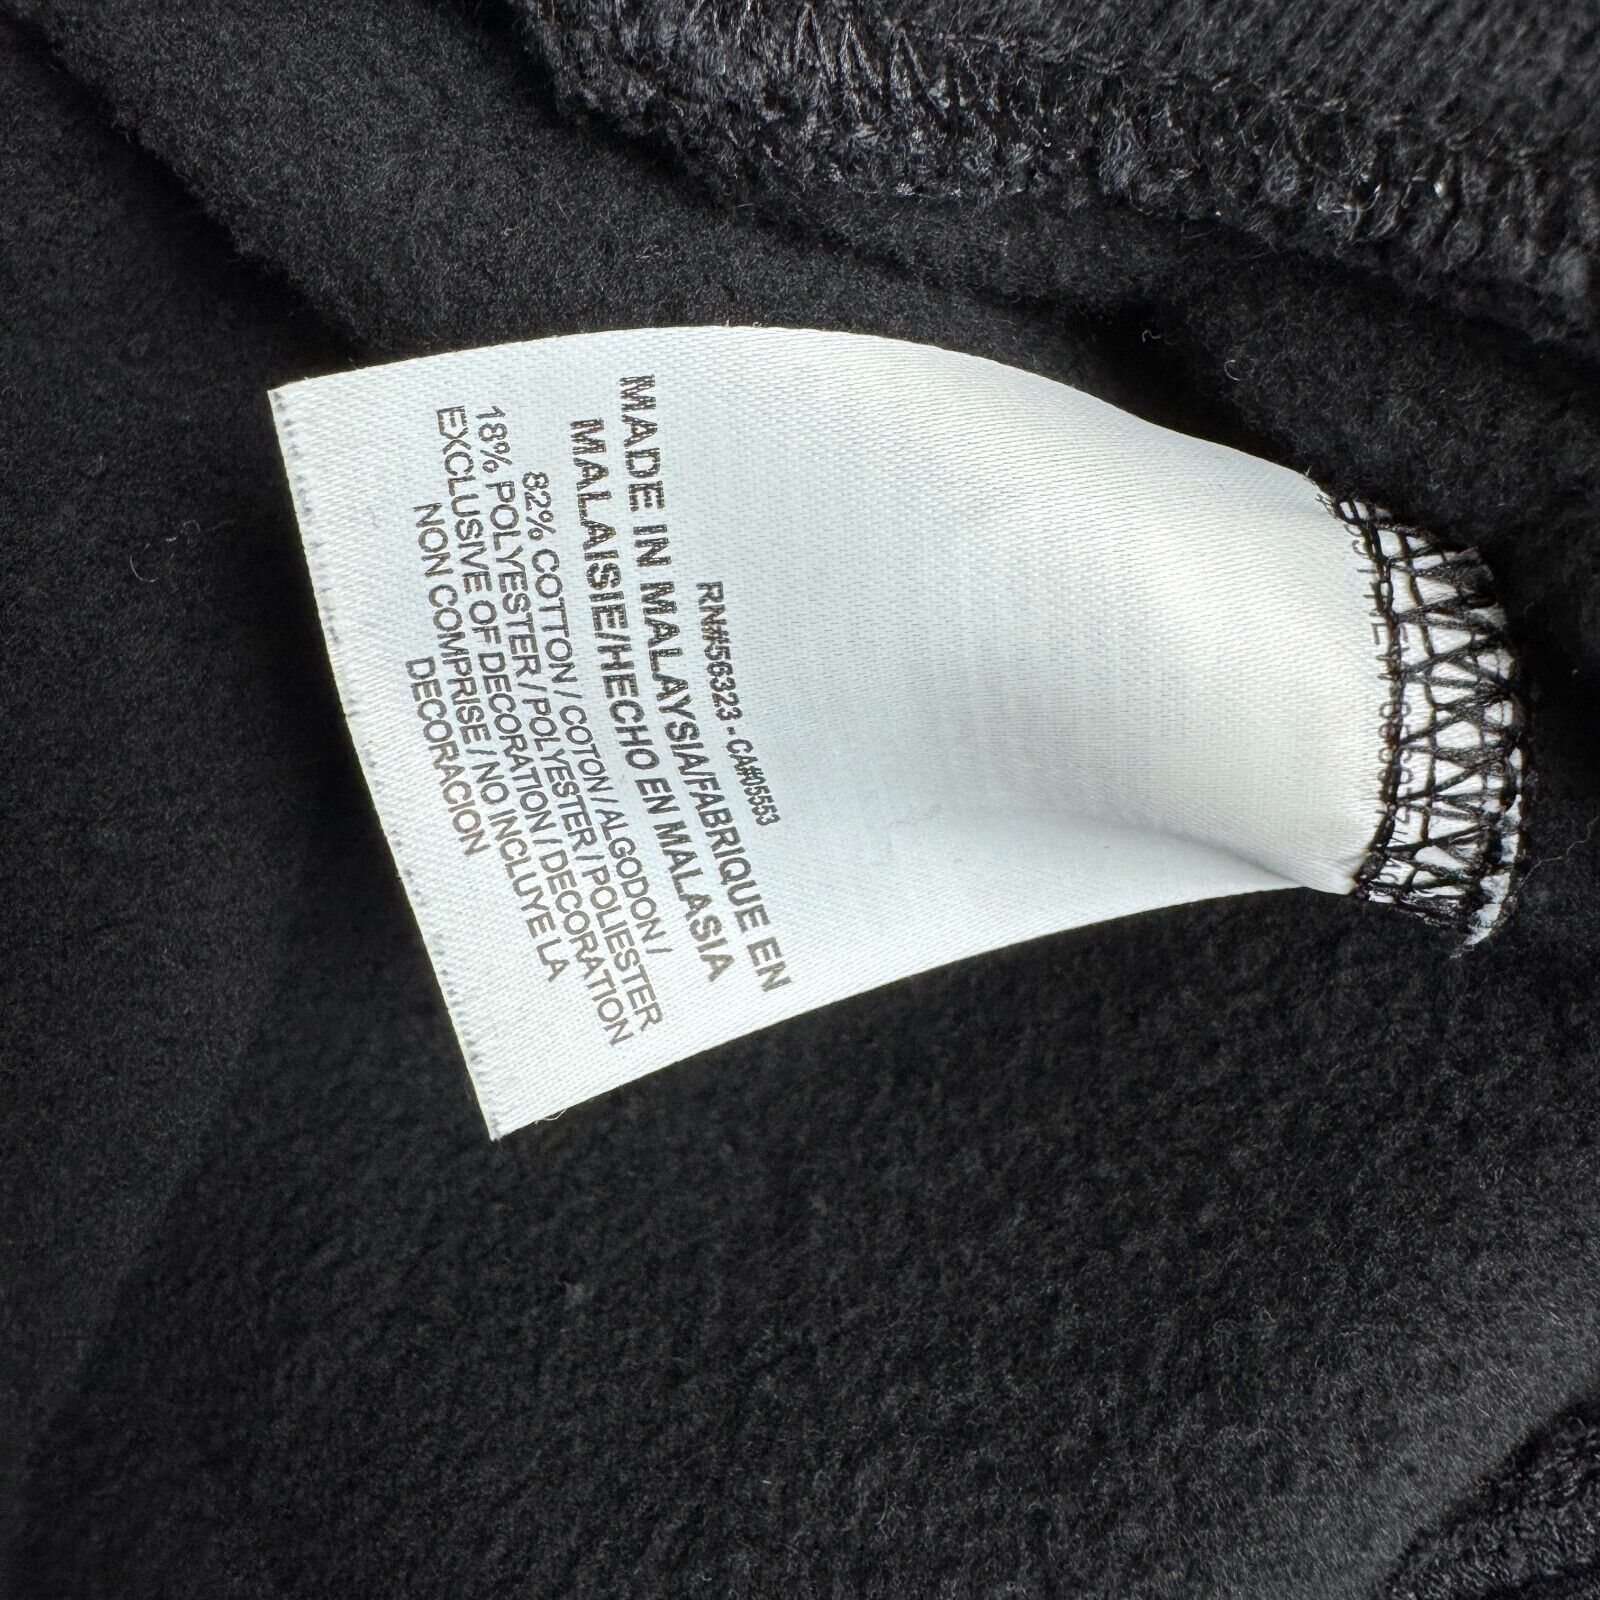 RN#56323 - CA#05553
MADE IN MALAYSIA/FABRIQUE EN
MALAISIE/HECHO EN MALASIA
82% COTTON / COTON / ALGODON /
18% POLYESTER / POLYESTER / POLIESTER
EXCLUSIVE OF DECORATION / DECORATION
NON COMPRISE / NO INCLUYE LA
DECORACION